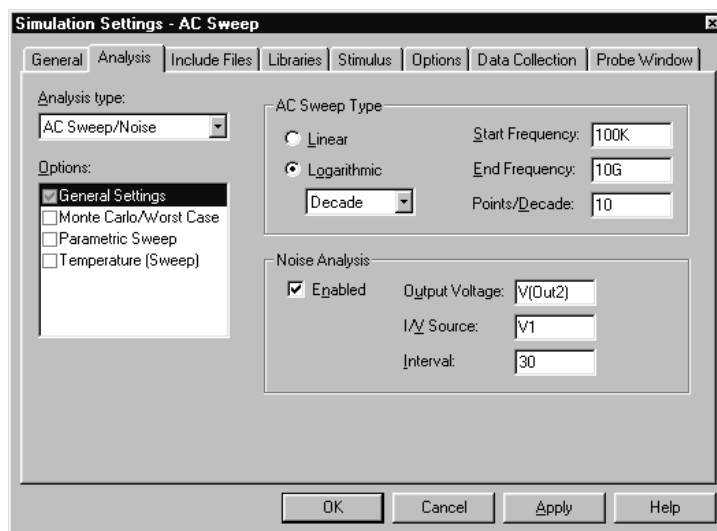 Simulation Settings - AC Sweep
General Analysis Include Files Libraries Stimulus Options Data Collection Probe Window
Analysis type:
AC Sweep/Noise
Options:
General Settings
Monte Carlo/Worst Case
Parametric Sweep
Temperature (Sweep)
AC Sweep Type
Linear
Logarithmic
Decade
Start Frequency: 100K
End Frequency: 10G
Points/Decade: 10
Noise Analysis
Enabled
Output Voltage: V(Out2)
I/V Source: V1
Interval: 30
OK Cancel Apply Help